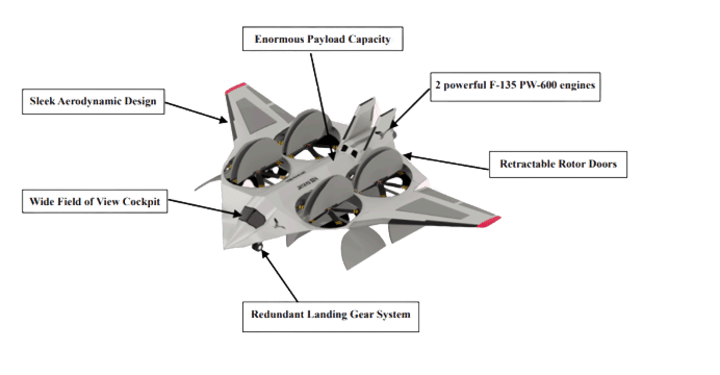 Enormous Payload Capacity
2 powerful F-135 PW-600 engines
Sleek Aerodynamic Design
Retractable Rotor Doors
Wide Field of View Cockpit
Redundant Landing Gear System